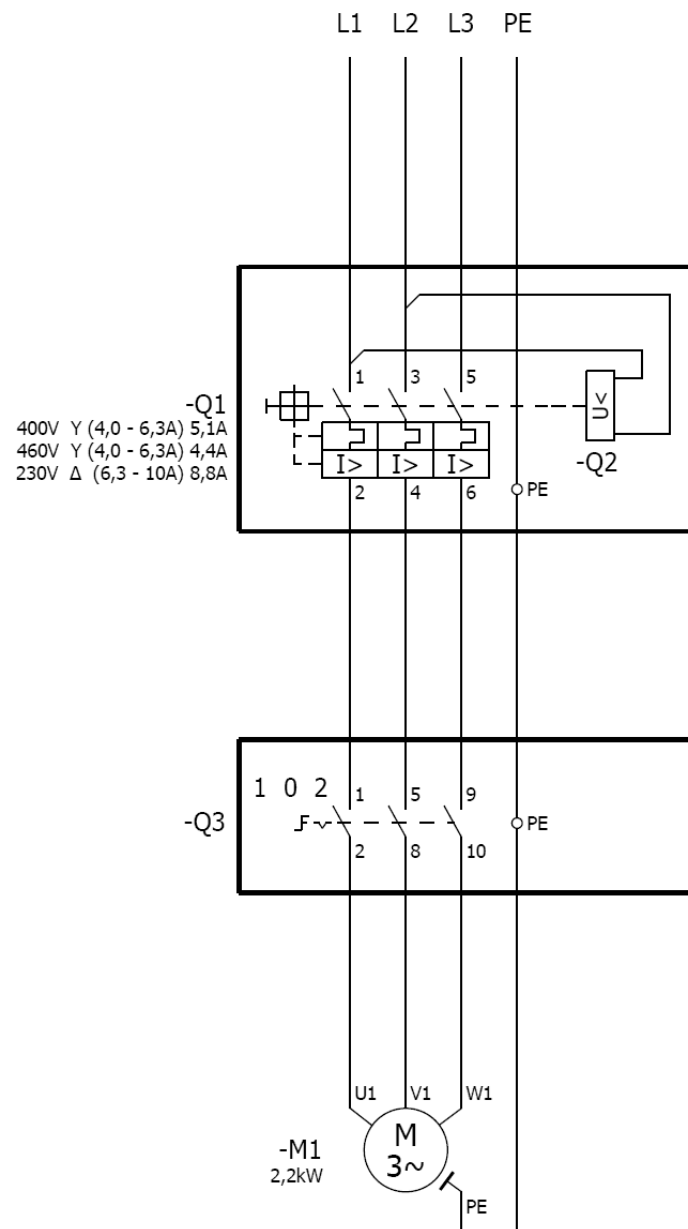 L1 L2 L3 PE
1 3 5
-Q1
400V Y (4,0 - 6,3A) 5,1A
460V Y (4,0 - 6,3A) 4,4A
230V Δ (6,3 - 10A) 8,8A
U<
-Q2
I> I> I>
2 4 6 PE
1 0 2 1 5 9
-Q3 PE
2 8 10
U1 V1 W1
-M1
2,2kW
M
3~
PE